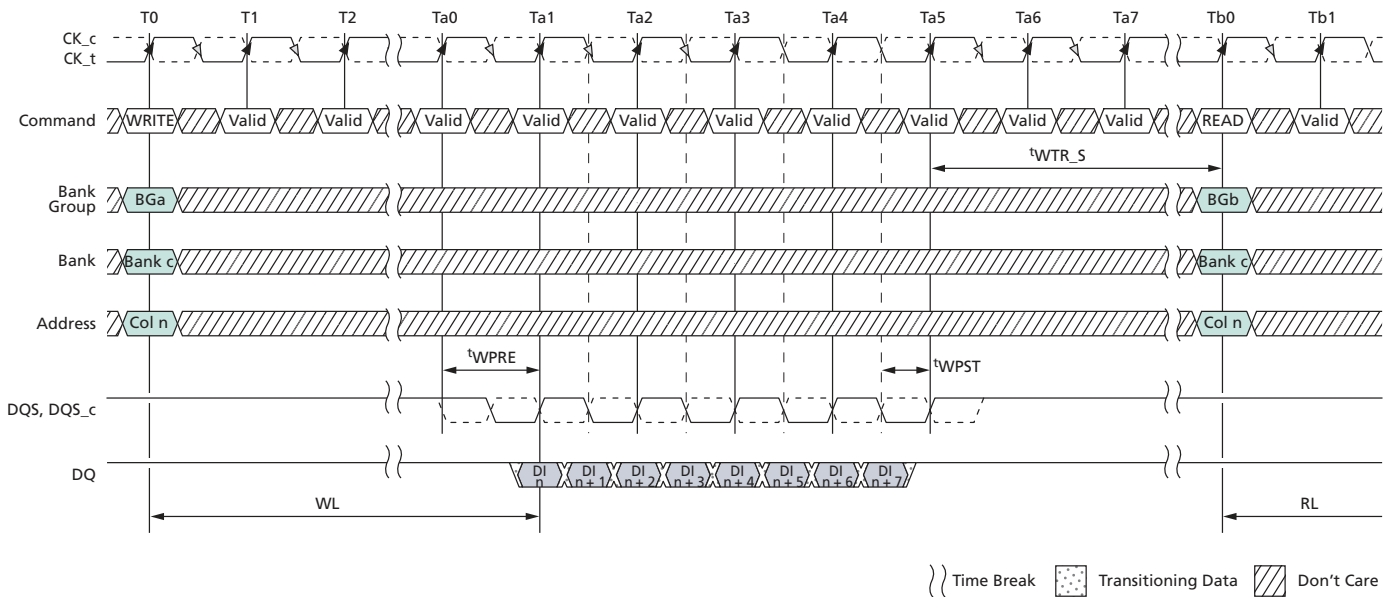 T0 T1 T2 Ta0 Ta1 Ta2 Ta3 Ta4 Ta5 Ta6 Ta7 Tb0 Tb1
CK_c
CK_t
Command WRITE Valid Valid Valid Valid Valid Valid Valid Valid Valid Valid READ Valid
tWTR_S
Bank
Group BGa BGb
Bank Bank c Bank c
Address Col n Col n
tWPRE tWPST
DQS, DQS_c
DQ DI n DI n + 1 DI n + 2 DI n + 3 DI n + 4 DI n + 5 DI n + 6 DI n + 7
WL RL
Time Break Transitioning Data Don't Care